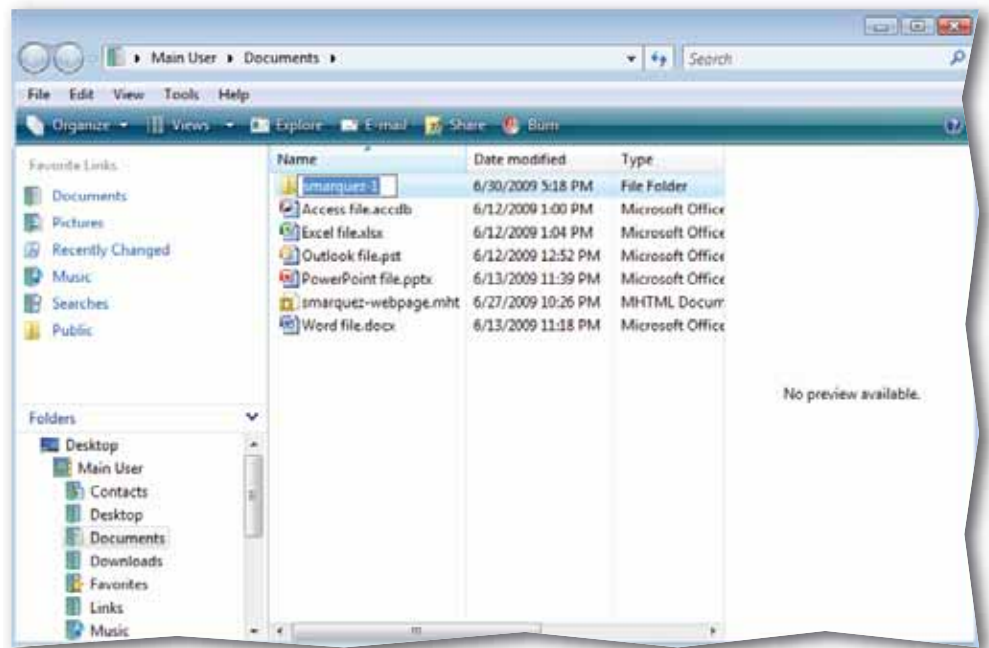 Main User ▸ Documents ▸
Search
File Edit View Tools Help
Organize Views Explore E-mail Share Burn
Favorite Links
Documents
Pictures
Recently Changed
Music
Searches
Public
Folders
Desktop
Main User
Contacts
Desktop
Documents
Downloads
Favorites
Links
Music
Name Date modified Type
smarquez-1 6/30/2009 5:18 PM File Folder
Access file.accdb 6/12/2009 1:00 PM Microsoft Office
Excel file.xlsx 6/12/2009 1:04 PM Microsoft Office
Outlook file.pst 6/12/2009 12:52 PM Microsoft Office
PowerPoint file.pptx 6/13/2009 11:39 PM Microsoft Office
smarquez-webpage.mht 6/27/2009 10:26 PM MHTML Docum
Word file.docx 6/13/2009 11:18 PM Microsoft Office
No preview available.